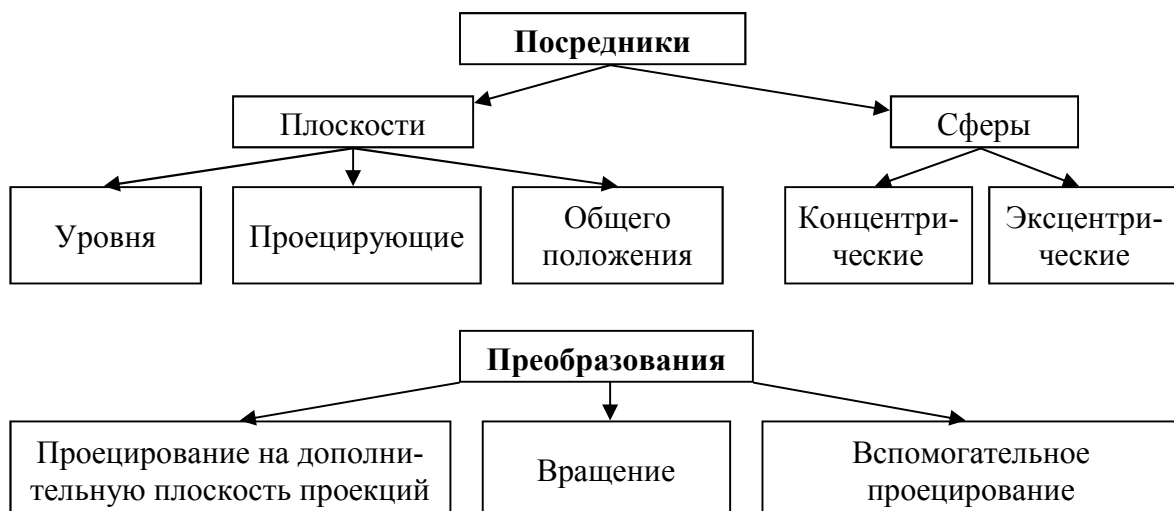 Посредники
Плоскости
Сферы
Уровня
Проецирующие
Общего
положения
Концентри-
ческие
Эксцентри-
ческие
Преобразования
Проецирование на дополни-
тельную плоскость проекций
Вращение
Вспомогательное
проецирование